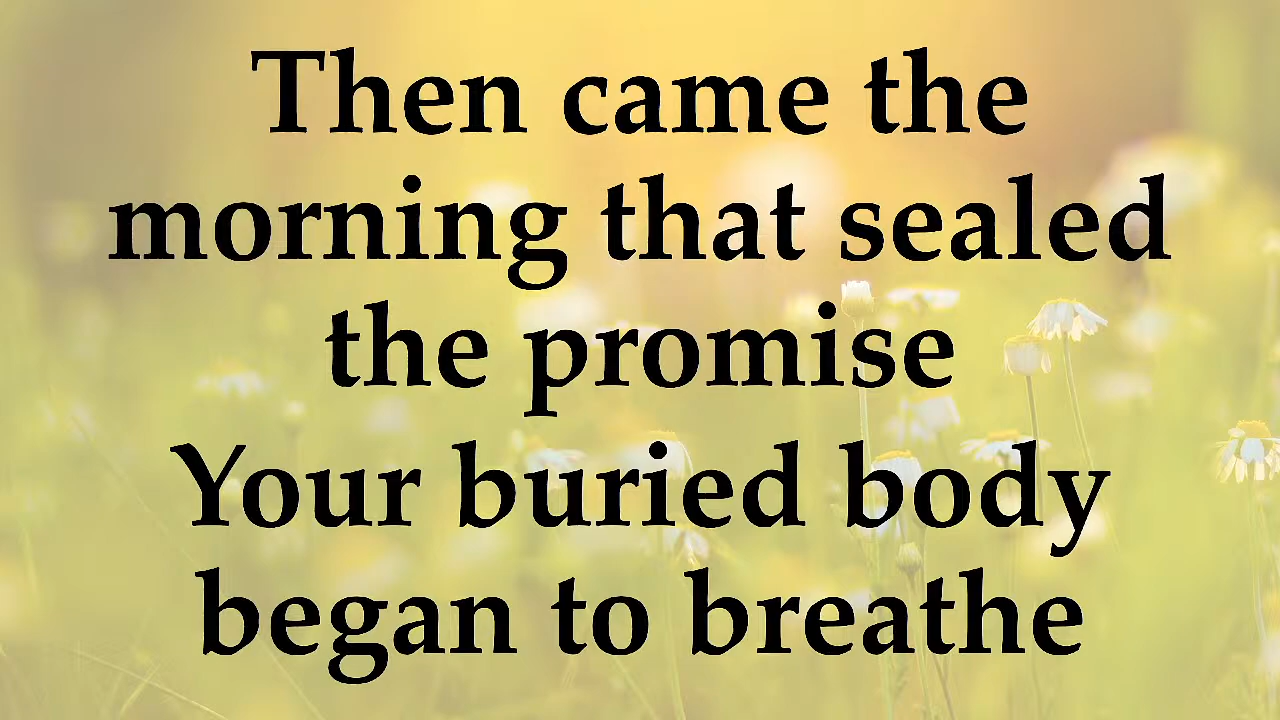 Then came the
morning that sealed
the promise
Your buried body
began to breathe